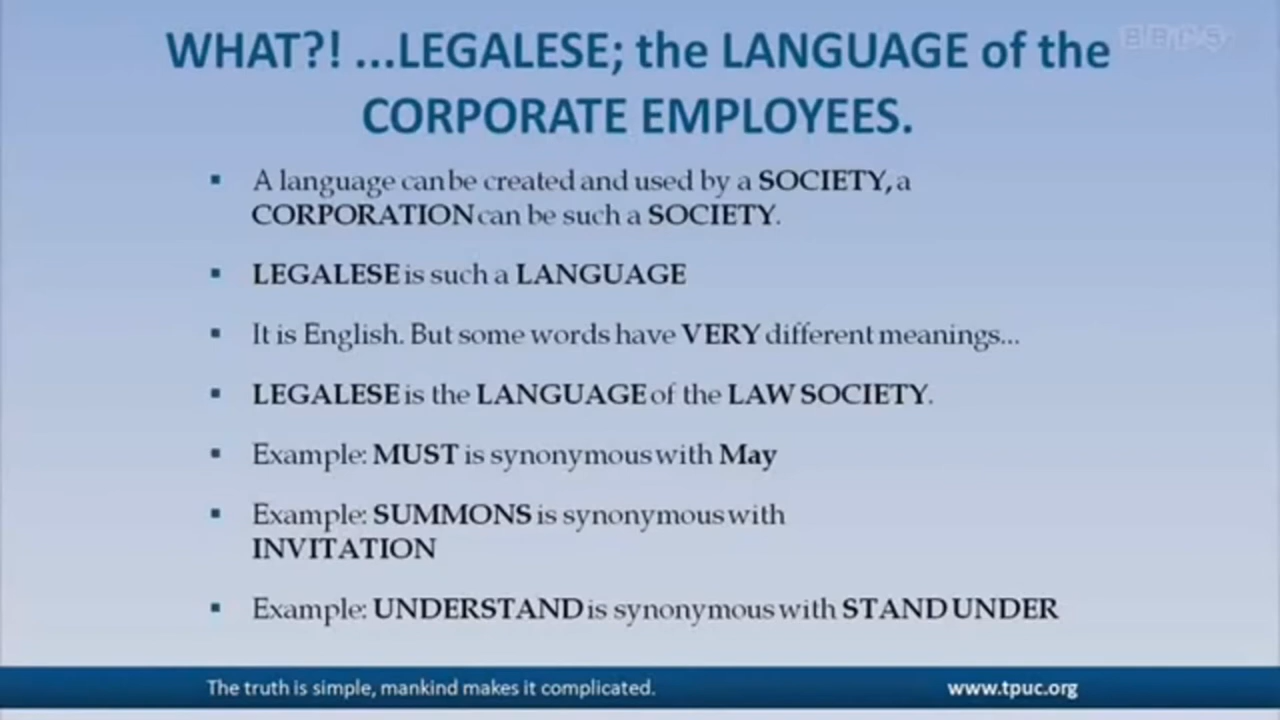 WHAT?! ...LEGALESE; the LANGUAGE of the
CORPORATE EMPLOYEES.
▪ A language can be created and used by a SOCIETY, a
CORPORATION can be such a SOCIETY.
▪ LEGALESE is such a LANGUAGE
▪ It is English. But some words have VERY different meanings...
▪ LEGALESE is the LANGUAGE of the LAW SOCIETY.
▪ Example: MUST is synonymous with May
▪ Example: SUMMONS is synonymous with
INVITATION
▪ Example: UNDERSTAND is synonymous with STAND UNDER
The truth is simple, mankind makes it complicated.
www.tpuc.org